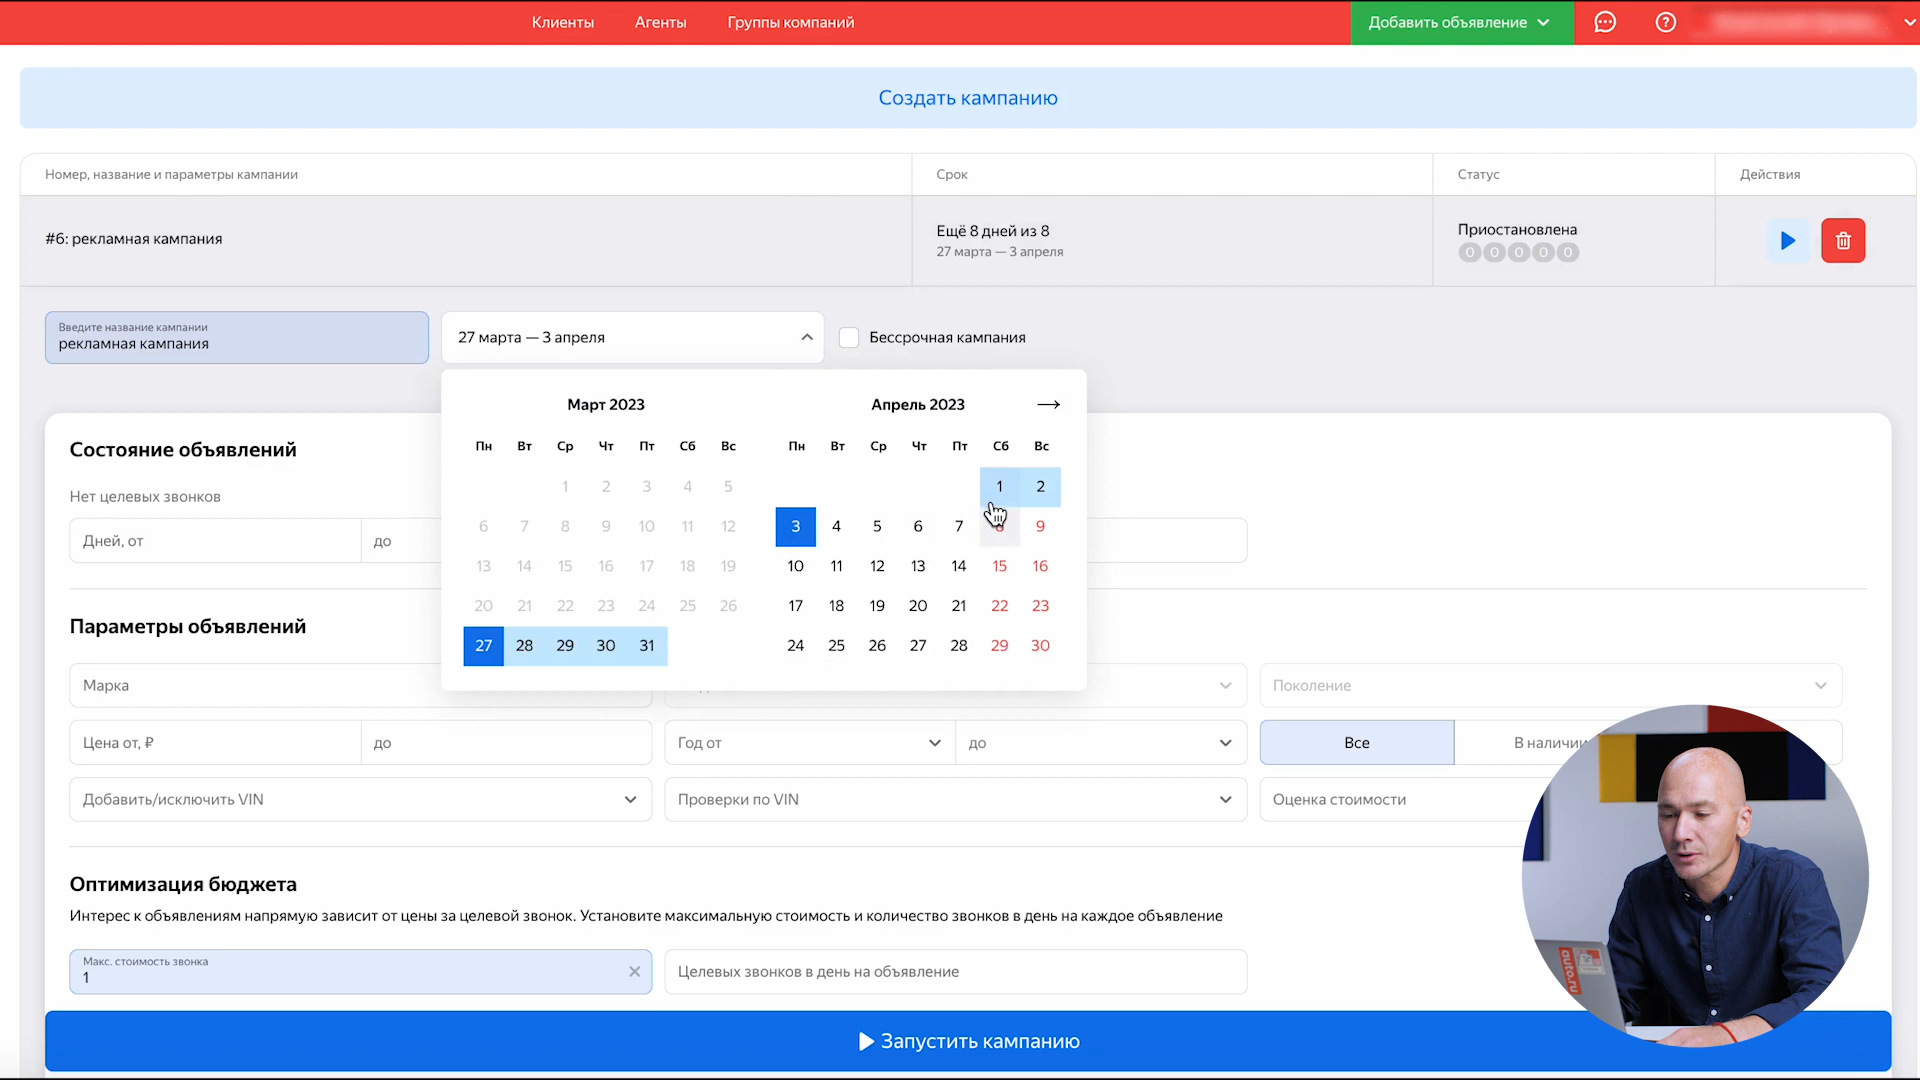 Клиенты Агенты Группы компаний Добавить объявление
Создать кампанию
Номер, название и параметры кампании Срок Статус Действия
#6: рекламная кампания
Ещё 8 дней из 8
27 марта — 3 апреля
Приостановлена
0 0 0 0 0
Введите название кампании
рекламная кампания
27 марта — 3 апреля
Бессрочная кампания
Март 2023 Апрель 2023
Пн Вт Ср Чт Пт Сб Вс Пн Вт Ср Чт Пт Сб Вс
1 2 3 4 5 1 2
6 7 8 9 10 11 12 3 4 5 6 7 8 9
13 14 15 16 17 18 19 10 11 12 13 14 15 16
20 21 22 23 24 25 26 17 18 19 20 21 22 23
27 28 29 30 31 24 25 26 27 28 29 30
Состояние объявлений
Нет целевых звонков
Дней, от до
Параметры объявлений
Марка Поколение
Цена от, ₽ до Год от до Все В наличии
Добавить/исключить VIN Проверки по VIN Оценка стоимости
Оптимизация бюджета
Интерес к объявлениям напрямую зависит от цены за целевой звонок. Установите максимальную стоимость и количество звонков в день на каждое объявление
Макс. стоимость звонка
1
Целевых звонков в день на объявление
Запустить кампанию
auto.ru